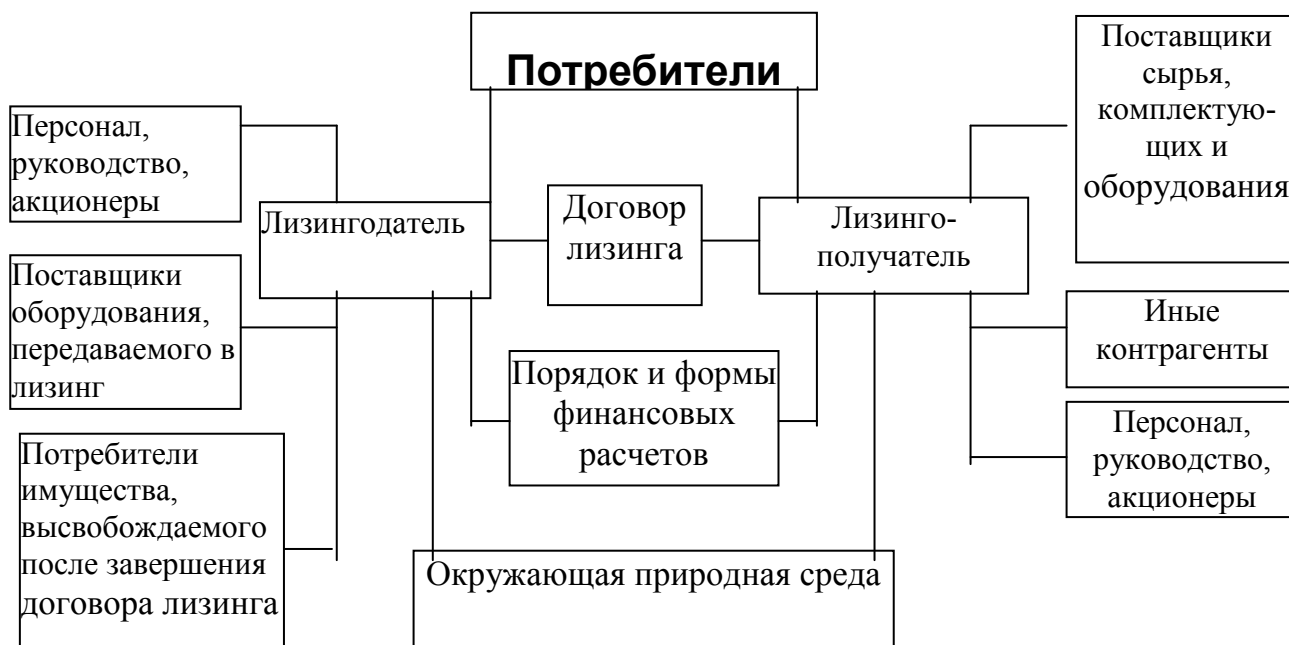 Потребители
Поставщики
сырья,
комплектую-
щих и
оборудования
Персонал,
руководство,
акционеры
Лизингодатель
Договор
лизинга
Лизинго-
получатель
Поставщики
оборудования,
передаваемого в
лизинг
Иные
контрагенты
Порядок и формы
финансовых
расчетов
Персонал,
руководство,
акционеры
Потребители
имущества,
высвобождаемого
после завершения
договора лизинга
Окружающая природная среда